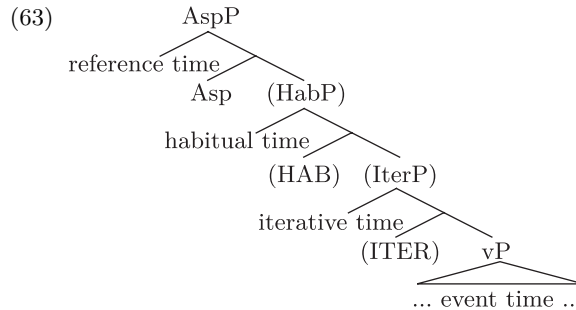 (63)
AspP
reference time
Asp (HabP)
habitual time
(HAB) (IterP)
iterative time
(ITER) vP
... event time ..